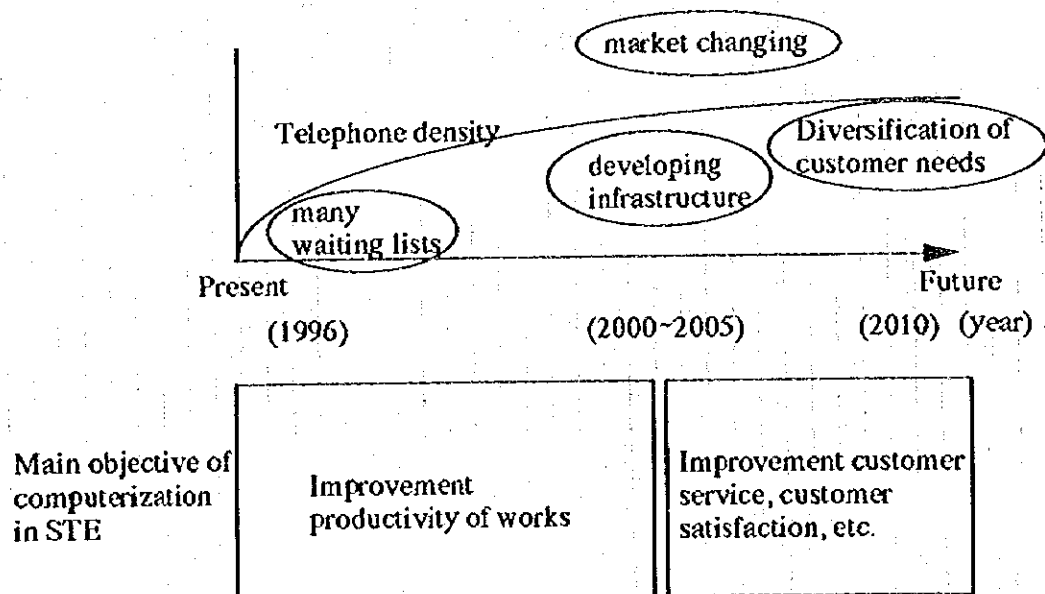 market changing
Telephone density
Diversification of
customer needs
developing
infrastructure
many
waiting lists
Present
Future
(1996)
(2000~2005)
(2010)
(year)
Main objective of
computerization
in STE
Improvement
productivity of works
Improvement customer
service, customer
satisfaction, etc.